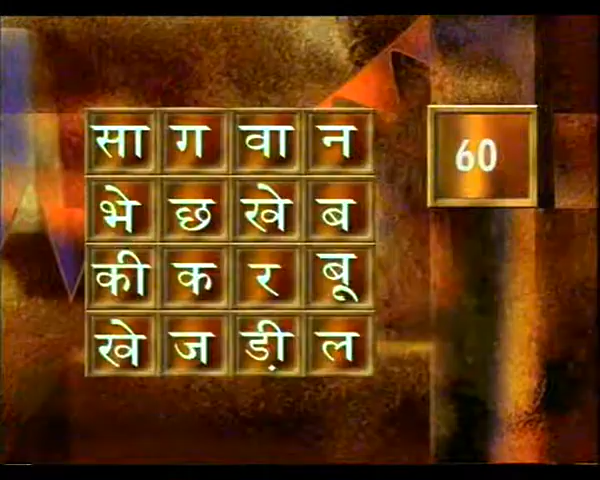 सा ग वा न
60
भे छ खे ब
की क र बू
खे ज ड़ी ल